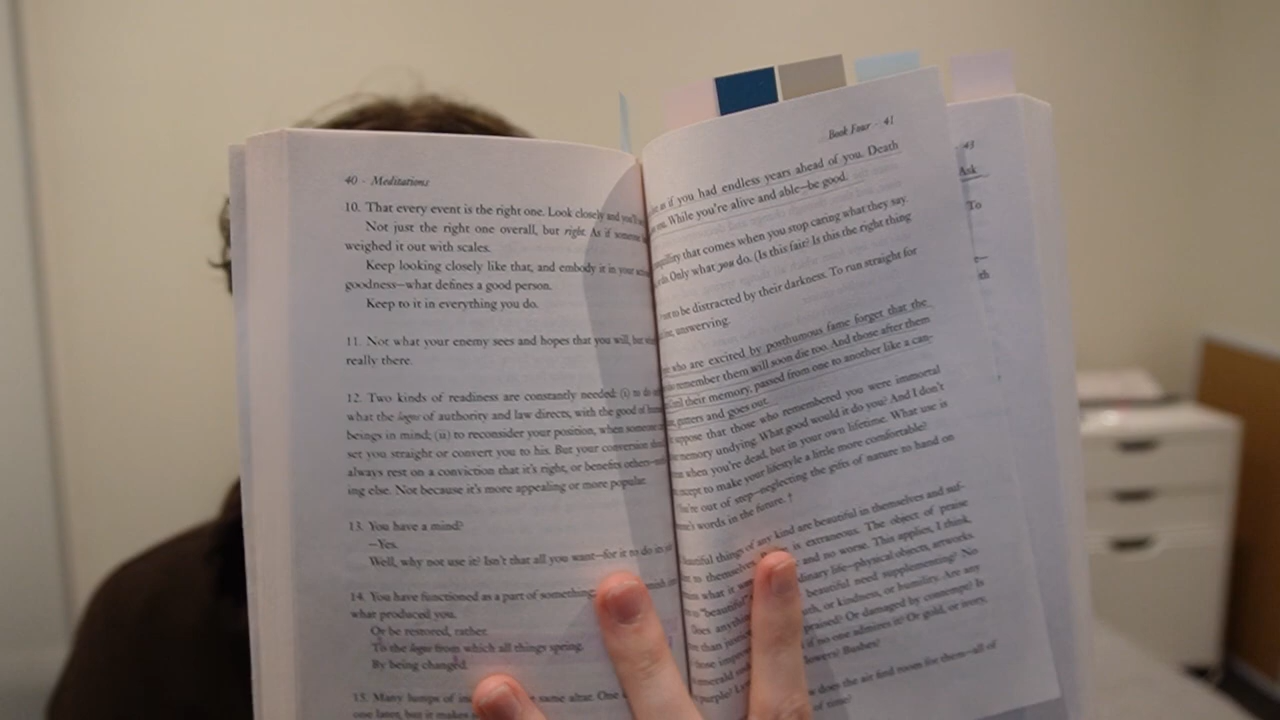 40 · Meditations
10. That every event is the right one. Look closely and you'll
Not just the right one overall, but right. As if someone
weighed it out with scales.
Keep looking closely like that, and embody it in your
goodness—what defines a good person.
Keep to it in everything you do.
11. Not what your enemy sees and hopes that you will, but
really there.
12. Two kinds of readiness are constantly needed: (i) to do
what the logos of authority and law directs, with the good of
beings in mind; (ii) to reconsider your position, when someone
set you straight or convert you to his. But your conversion
always rest on a conviction that it's right, or benefits others—
ing else. Not because it's more appealing or more popular.
13. You have a mind?
—Yes.
Well, why not use it? Isn't that all you want—for it to do its
14. You have functioned as a part of something;
what produced you.
Or be restored, rather.
To the logos from which all things spring.
By being changed.
15. Many lumps of same altar. One
one later, but it makes
Book Four · 41
as if you had endless years ahead of you. Death
you. While you're alive and able—be good.
that comes when you stop caring what they say.
Only what you do. (Is this fair? Is this the right thing
not to be distracted by their darkness. To run straight for
unswerving.
who are excited by posthumous fame forget that the
remember them will soon die too. And those after them
their memory, passed from one to another like a can-
gutters and goes out.
suppose that those who remembered you were immortal
memory undying. What good would it do you? And I don't
when you're dead, but in your own lifetime. What use is
except to make your lifestyle a little more comfortable?
You're out of step—neglecting the gifts of nature to hand on
words in the future. †
things of any kind are beautiful in themselves and suf-
to themselves. is extraneous. The object of praise
what it was and no worse. This applies, I think,
to "beautiful" life—physical objects, artworks.
beautiful need supplementing? No
than or kindness, or humility. Are any
praised? Or damaged by contempt? Is
if no one admires it? Or gold, or ivory,
purple? flowers? Bushes?
does the air find room for them—all of
of time?
43
Ask
To